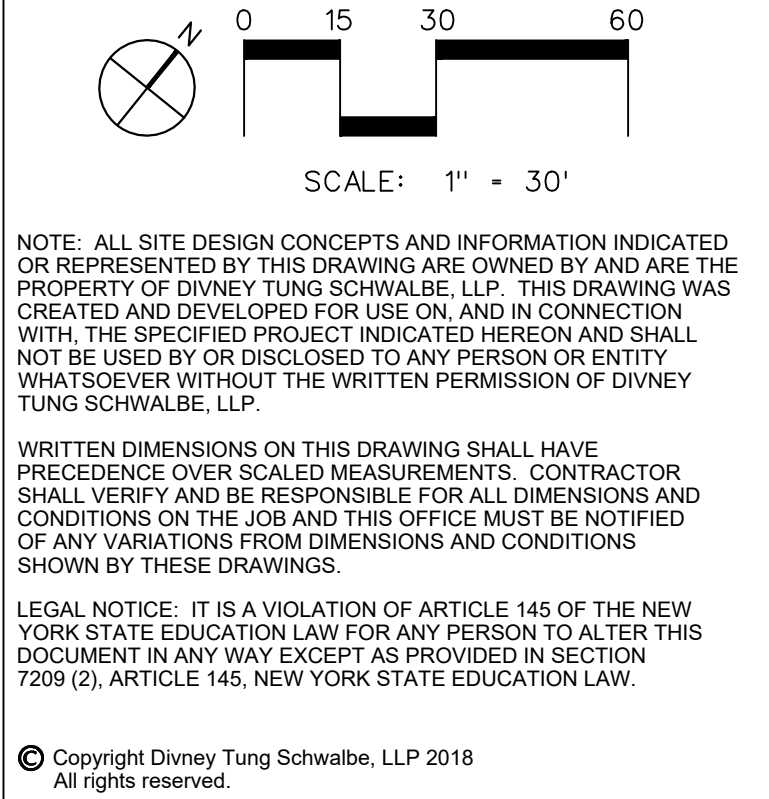 N
0 15 30 60
SCALE: 1" = 30'
NOTE: ALL SITE DESIGN CONCEPTS AND INFORMATION INDICATED
OR REPRESENTED BY THIS DRAWING ARE OWNED BY AND ARE THE
PROPERTY OF DIVNEY TUNG SCHWALBE, LLP. THIS DRAWING WAS
CREATED AND DEVELOPED FOR USE ON, AND IN CONNECTION
WITH, THE SPECIFIED PROJECT INDICATED HEREON AND SHALL
NOT BE USED BY OR DISCLOSED TO ANY PERSON OR ENTITY
WHATSOEVER WITHOUT THE WRITTEN PERMISSION OF DIVNEY
TUNG SCHWALBE, LLP.
WRITTEN DIMENSIONS ON THIS DRAWING SHALL HAVE
PRECEDENCE OVER SCALED MEASUREMENTS. CONTRACTOR
SHALL VERIFY AND BE RESPONSIBLE FOR ALL DIMENSIONS AND
CONDITIONS ON THE JOB AND THIS OFFICE MUST BE NOTIFIED
OF ANY VARIATIONS FROM DIMENSIONS AND CONDITIONS
SHOWN BY THESE DRAWINGS.
LEGAL NOTICE: IT IS A VIOLATION OF ARTICLE 145 OF THE NEW
YORK STATE EDUCATION LAW FOR ANY PERSON TO ALTER THIS
DOCUMENT IN ANY WAY EXCEPT AS PROVIDED IN SECTION
7209 (2), ARTICLE 145, NEW YORK STATE EDUCATION LAW.
© Copyright Divney Tung Schwalbe, LLP 2018
All rights reserved.